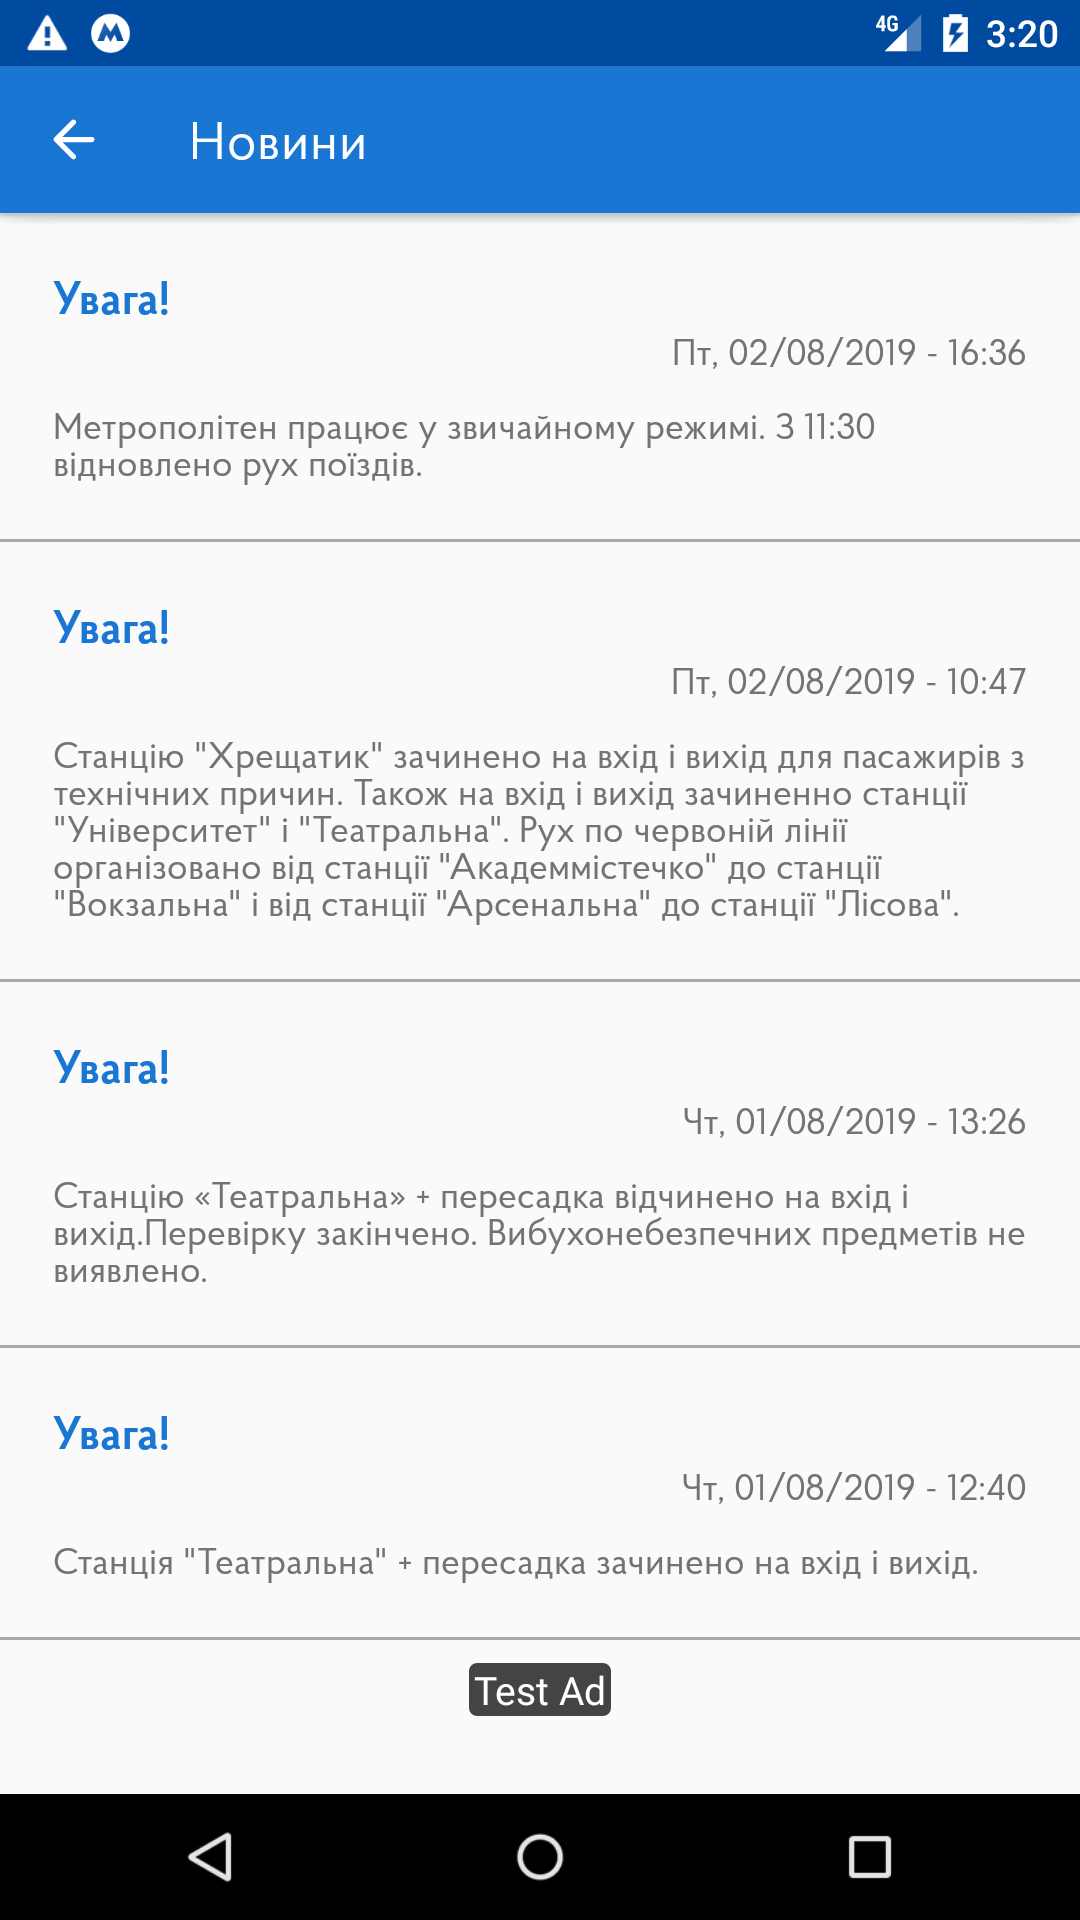 4G 3:20
Новини
Увага!
Пт, 02/08/2019 - 16:36
Метрополітен працює у звичайному режимі. З 11:30
відновлено рух поїздів.
Увага!
Пт, 02/08/2019 - 10:47
Станцію "Хрещатик" зачинено на вхід і вихід для пасажирів з
технічних причин. Також на вхід і вихід зачиненно станції
"Університет" і "Театральна". Рух по червоній лінії
організовано від станції "Академмістечко" до станції
"Вокзальна" і від станції "Арсенальна" до станції "Лісова".
Увага!
Чт, 01/08/2019 - 13:26
Станцію «Театральна» + пересадка відчинено на вхід і
вихід.Перевірку закінчено. Вибухонебезпечних предметів не
виявлено.
Увага!
Чт, 01/08/2019 - 12:40
Станція "Театральна" + пересадка зачинено на вхід і вихід.
Test Ad